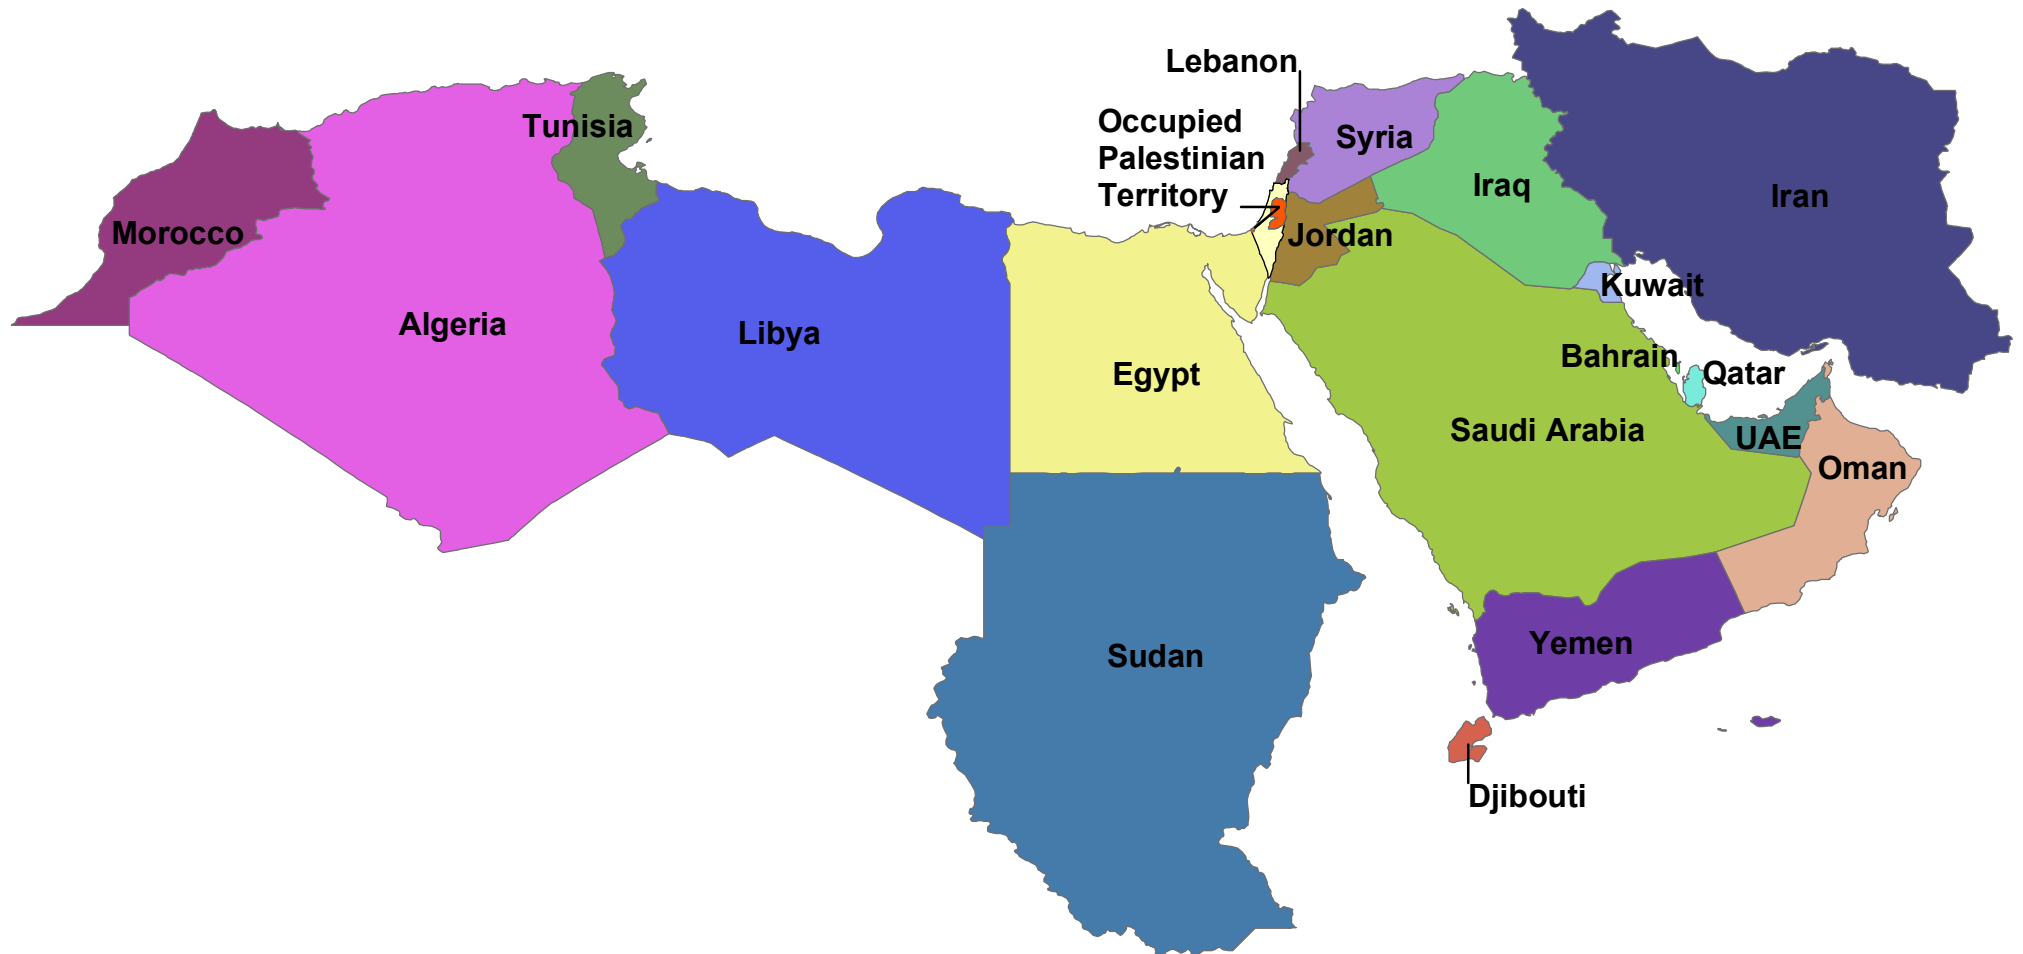 Lebanon
Occupied
Palestinian
Territory
Tunisia
Syria
Iraq
Iran
Morocco
Jordan
Kuwait
Algeria
Libya
Egypt
Bahrain
Qatar
Saudi Arabia
UAE
Oman
Sudan
Yemen
Djibouti